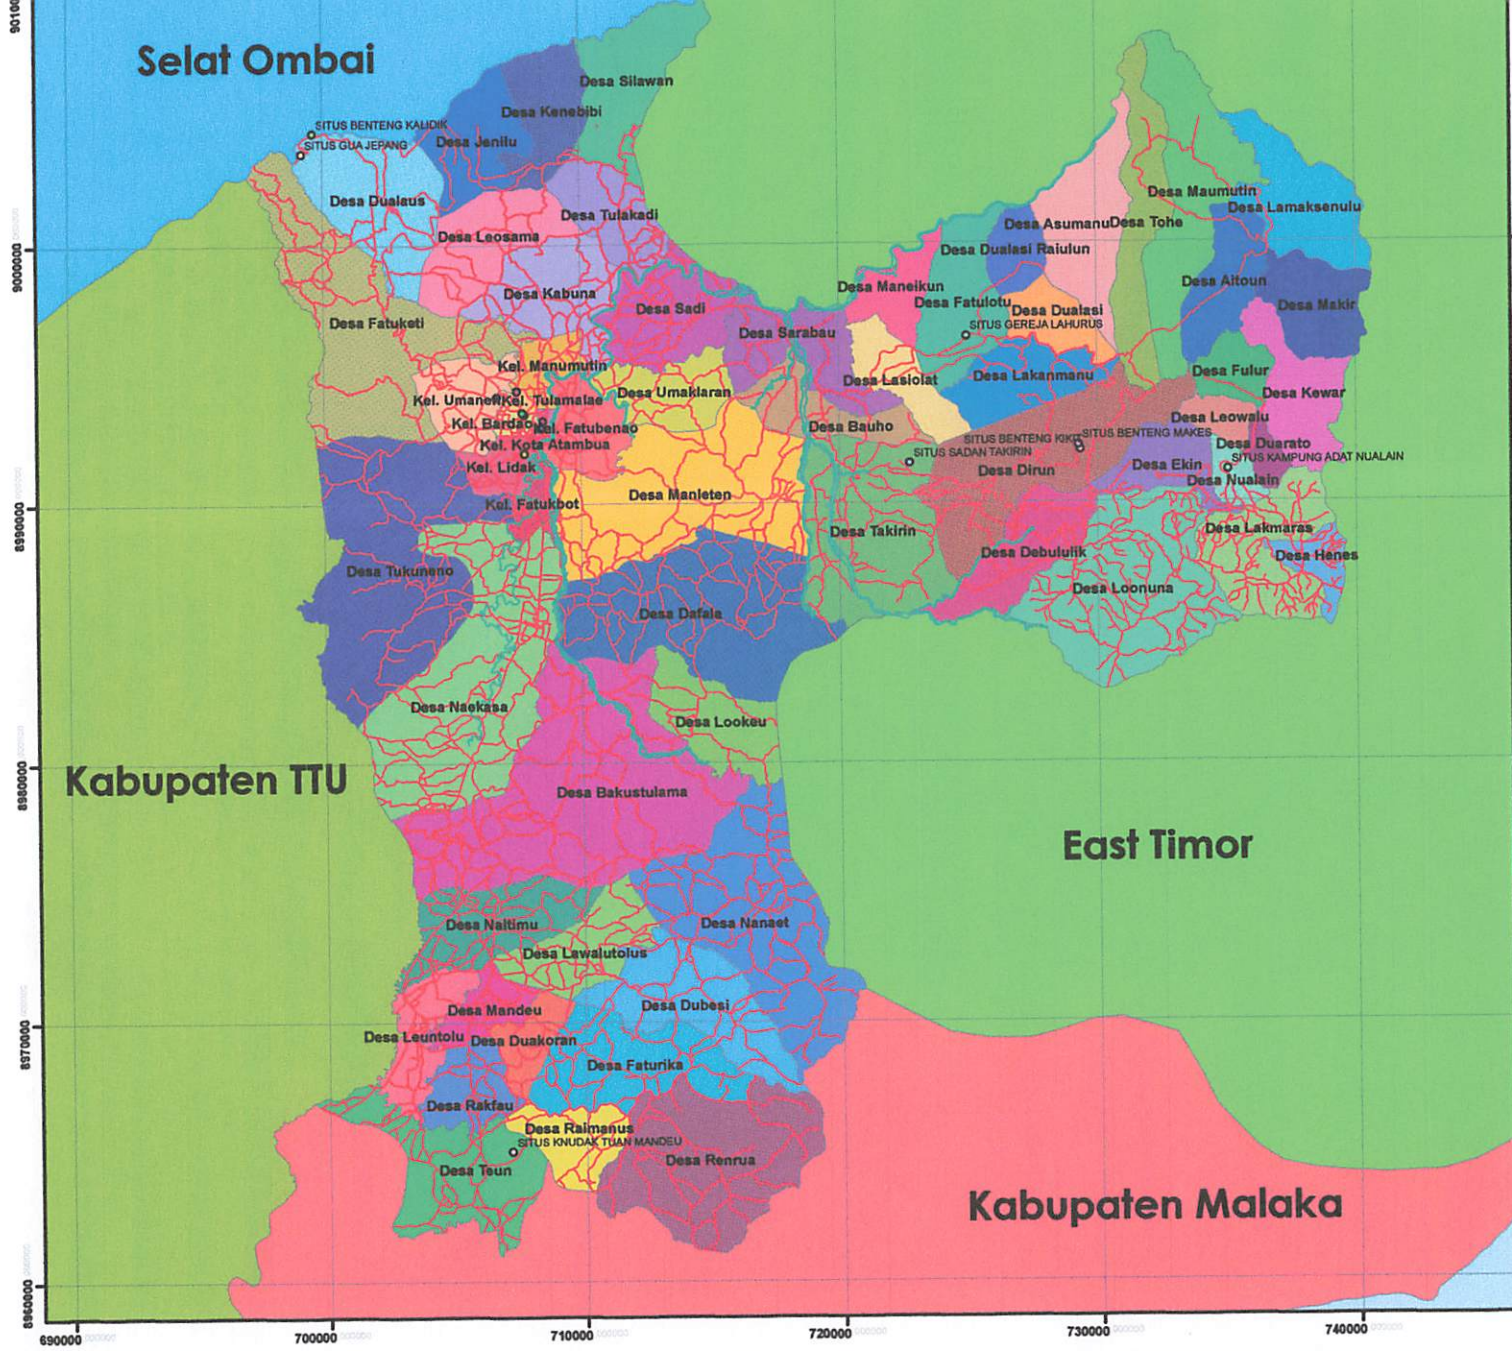 Selat Ombai
Desa Silawan
Desa Kenebibi
SITUS BENTENG KALIDIK
Desa Jenilu
SITUS GUA JEPANG
Desa Dualaus
Desa Tulakadi
Desa Leosama
Desa Maumutin
Desa Lamaksenulu
Desa Asumanu
Desa Tohe
Desa Dualasi Raiulun
Desa Kabuna
Desa Maneikun
Desa Aitoun
Desa Sadi
Desa Fatulotu
Desa Dualasi
Desa Makir
Desa Fatuketi
Desa Sarabau
SITUS GEREJA LAHURUS
Kel. Manumutin
Desa Lasiolat
Desa Lakanmanu
Desa Fulur
Desa Umaklaran
Desa Kewar
Kel. Tulamalae
Kel. Bardao
Kel. Fatubenao
Desa Bauho
Desa Leowalu
Kel. Kota Atambua
SITUS BENTENG KIKIT
SITUS BENTENG MAKES
Desa Duarato
SITUS SADAN TAKIRIN
SITUS KAMPUNG ADAT NUALAIN
Kel. Lidak
Desa Dirun
Desa Ekin
Desa Nualain
Kel. Fatukbot
Desa Manleten
Desa Takirin
Desa Lakmaras
Desa Debululik
Desa Henes
Desa Tukuneno
Desa Loonuna
Desa Dafala
Desa Naekasa
Desa Lookeu
Kabupaten TTU
Desa Bakustulama
East Timor
Desa Naitimu
Desa Nanaet
Desa Lawalutolus
Desa Mandeu
Desa Dubesi
Desa Leuntolu
Desa Duakoran
Desa Faturika
Desa Rakfau
Desa Raimanus
SITUS KNUDAK TUAN MANDEU
Desa Teun
Desa Renrua
Kabupaten Malaka
9000000
8990000
8980000
8970000
8960000
690000
700000
710000
720000
730000
740000